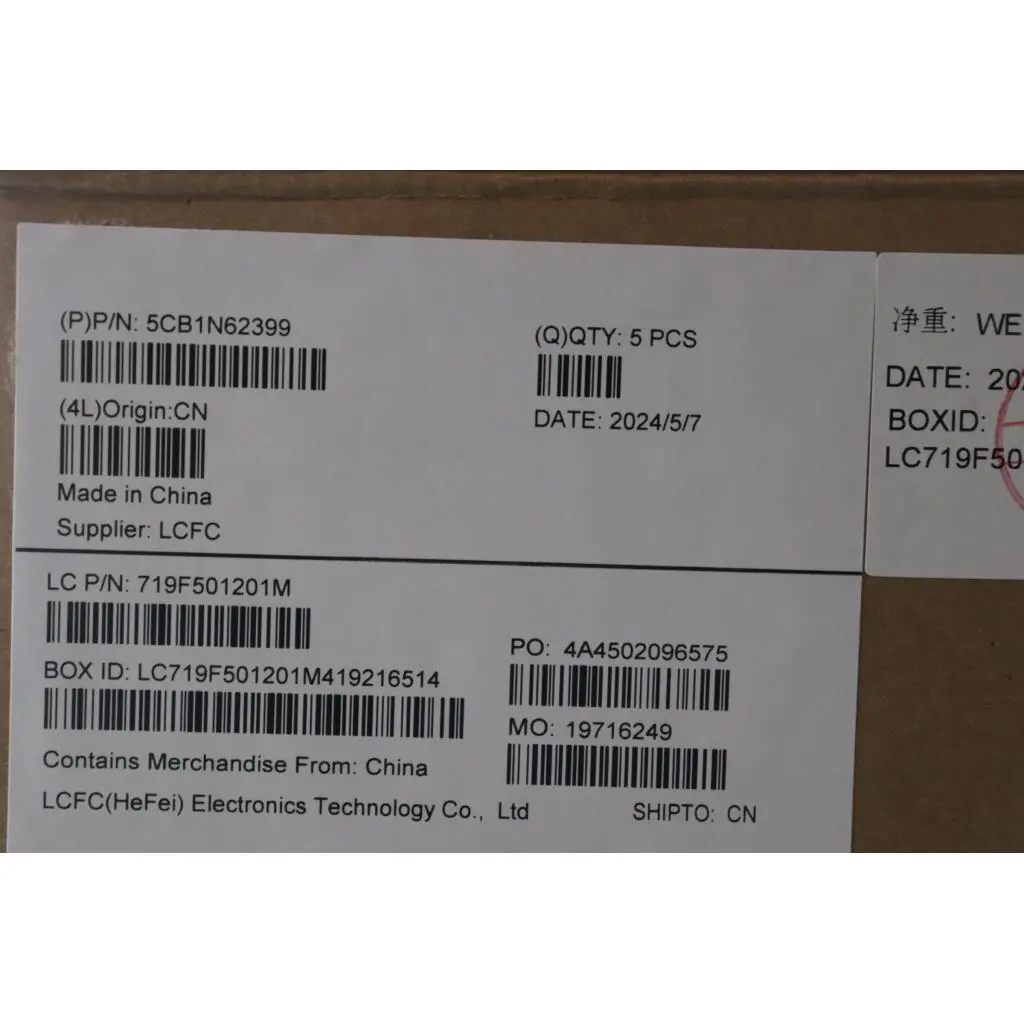 (P)P/N: 5CB1N62399
(Q)QTY: 5 PCS
(4L)Origin:CN
DATE: 2024/5/7
Made in China
Supplier: LCFC
LC P/N: 719F501201M
PO: 4A4502096575
BOX ID: LC719F501201M419216514
MO: 19716249
Contains Merchandise From: China
LCFC(HeFei) Electronics Technology Co., Ltd
SHIPTO: CN
净重: WE
DATE: 202
BOXID:
LC719F50